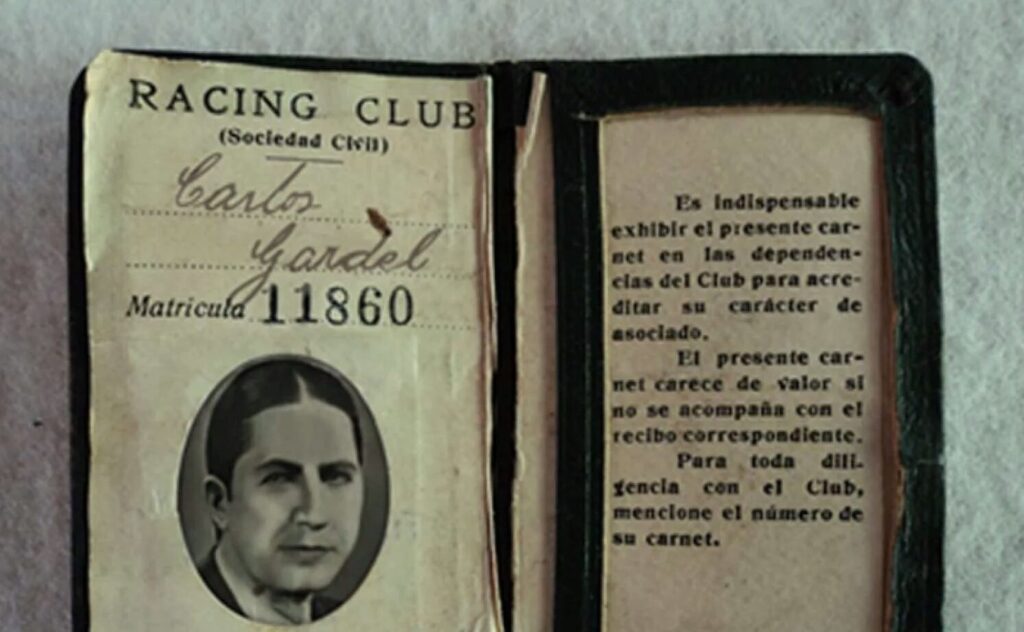 RACING CLUB
(Sociedad Civil)
Carlos
Gardel
Matricula 11860
Es indispensable
exhibir el presente car-
net en las dependen-
cias del Club para acre-
ditar su carácter de
asociado.
El presente car-
net carece de valor si
no se acompaña con el
recibo correspondiente.
Para toda dili-
gencia con el Club,
mencione el número de
su carnet.